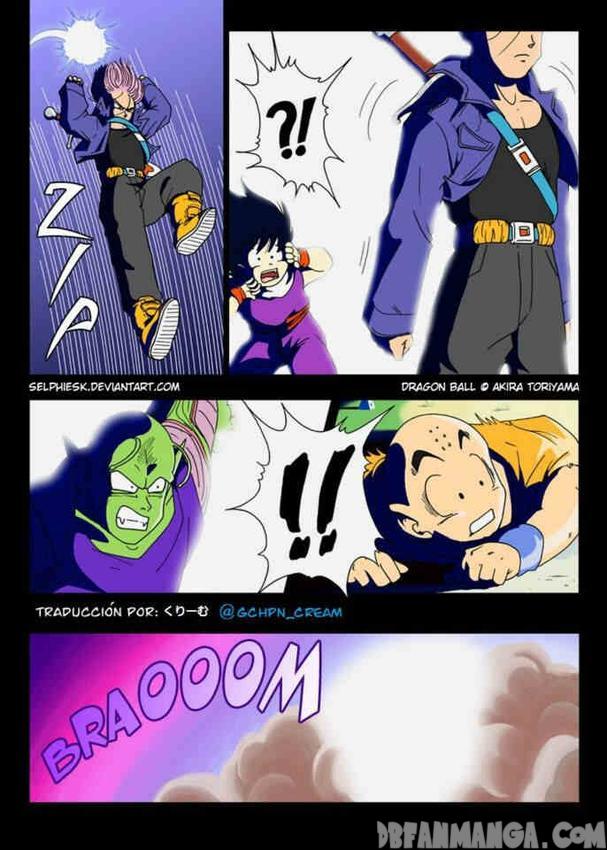 ?!
ZIP
SELPHIESK.DEVIANTART.COM
DRAGON BALL © AKIRA TORIYAMA
!!
TRADUCCIÓN POR: くりーむ @GCHPN_CREAM
BRAOOOM
DBFANMANGA.COM